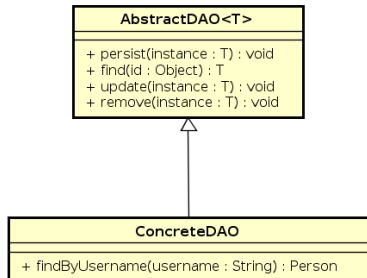 AbstractDAO<T>
+ persist(instance : T) : void
+ find(id : Object) : T
+ update(instance : T) : void
+ remove(instance : T) : void
ConcreteDAO
+ findByUsername(username : String) : Person